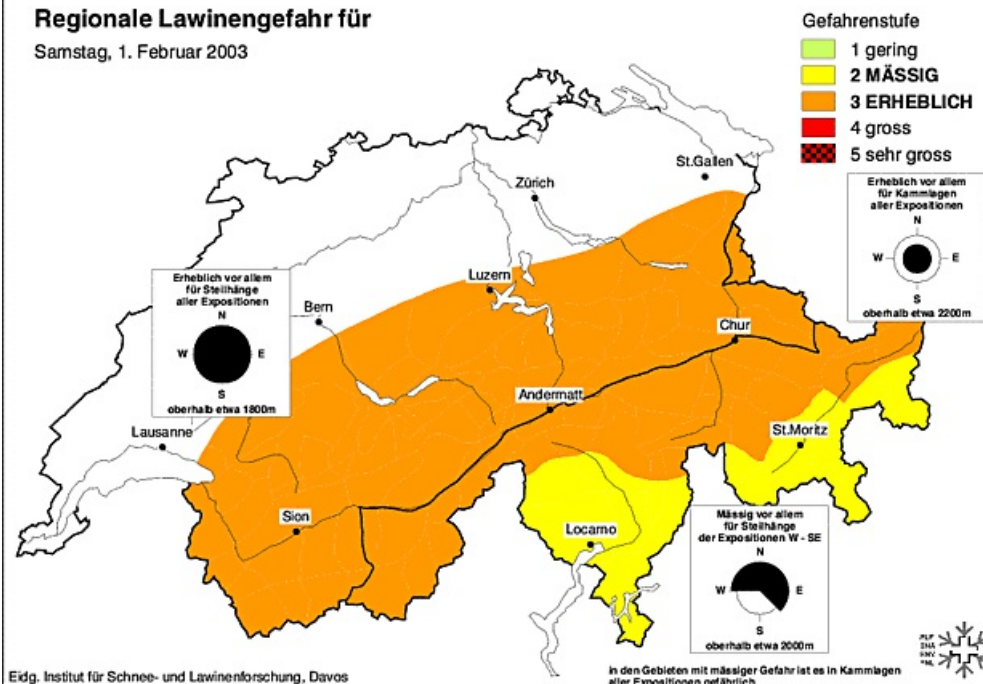 Regionale Lawinengefahr für
Samstag, 1. Februar 2003
Gefahrenstufe
1 gering
2 MÄSSIG
3 ERHEBLICH
4 gross
5 sehr gross
St.Gallen
Zürich
Erheblich vor allem
für Kammlagen
aller Expositionen
N
W
E
S
oberhalb etwa 2200m
Erheblich vor allem
für Steilhänge
aller Expositionen
N
W
E
S
oberhalb etwa 1800m
Luzern
Bern
Chur
Andermatt
St.Moritz
Lausanne
Sion
Locarno
Mässig vor allem
für Steilhänge
der Expositionen W - SE
N
W
E
S
oberhalb etwa 2000m
Eidg. Institut für Schnee- und Lawinenforschung, Davos
in den Gebieten mit mässiger Gefahr ist es in Kammlagen
aller Expositionen gefährlich